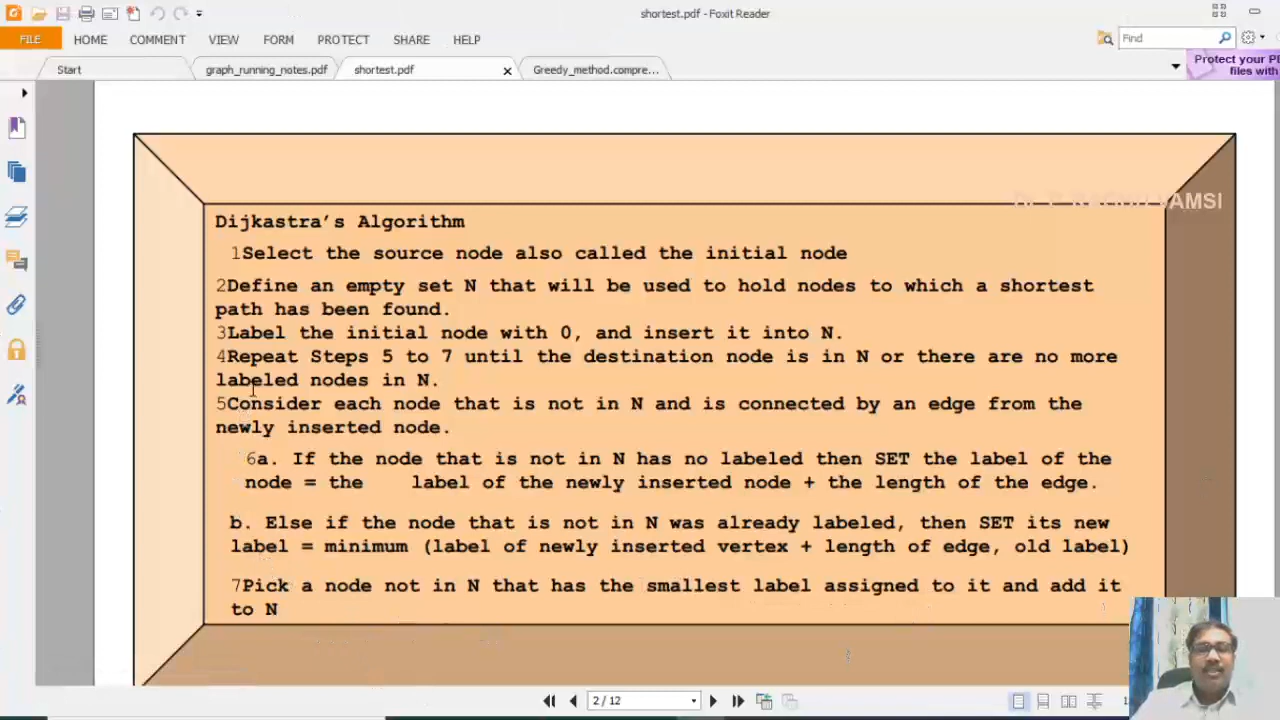 shortest.pdf - Foxit Reader
FILE HOME COMMENT VIEW FORM PROTECT SHARE HELP
Find
Start graph_running_notes.pdf shortest.pdf Greedy_method.compre...
Protect your
files with
AMSI
Dijkastra's Algorithm
1Select the source node also called the initial node
2Define an empty set N that will be used to hold nodes to which a shortest
path has been found.
3Label the initial node with 0, and insert it into N.
4Repeat Steps 5 to 7 until the destination node is in N or there are no more
labeled nodes in N.
5Consider each node that is not in N and is connected by an edge from the
newly inserted node.
6a. If the node that is not in N has no labeled then SET the label of the
node = the label of the newly inserted node + the length of the edge.
b. Else if the node that is not in N was already labeled, then SET its new
label = minimum (label of newly inserted vertex + length of edge, old label)
7Pick a node not in N that has the smallest label assigned to it and add it
to N
2 / 12